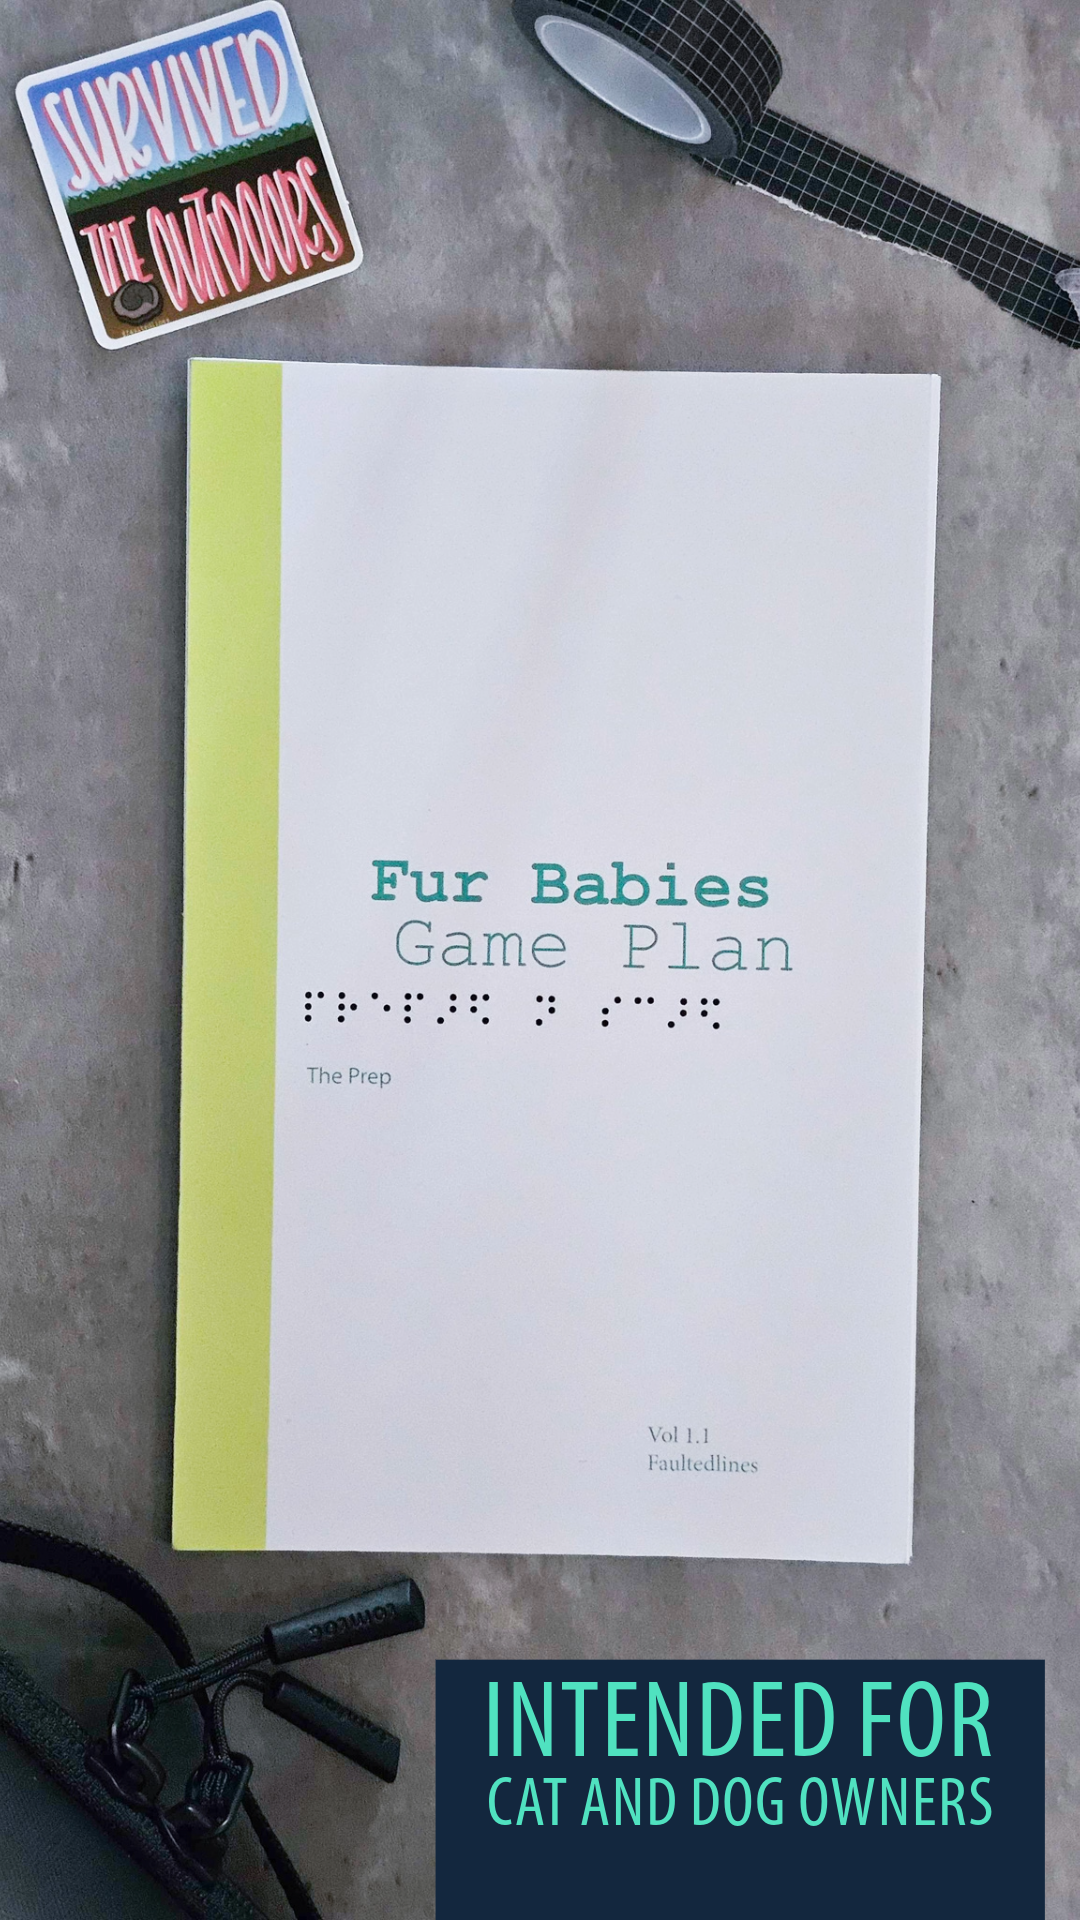 SURVIVED
THE OUTDOORS
Fur Babies
Game Plan
⠏⠗⠑⠏⠜⠫ ⠝ ⠎⠉⠜⠫
The Prep
Vol 1.1
Faultedlines
tomtoc
INTENDED FOR
CAT AND DOG OWNERS